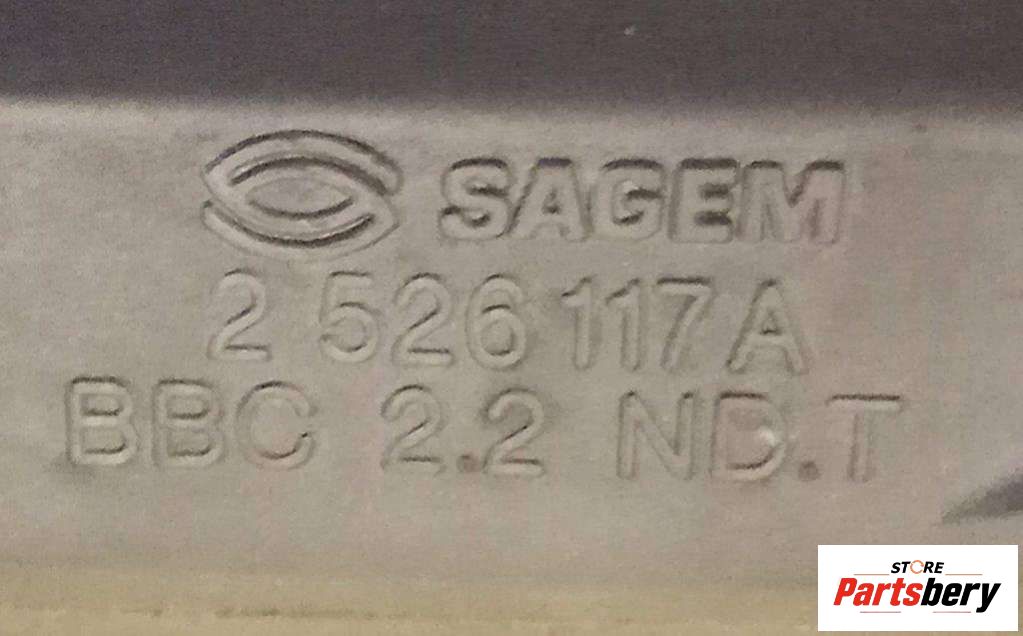 SAGEM
2 526 117 A
BBC 2.2 ND.T
STORE
Partsbery